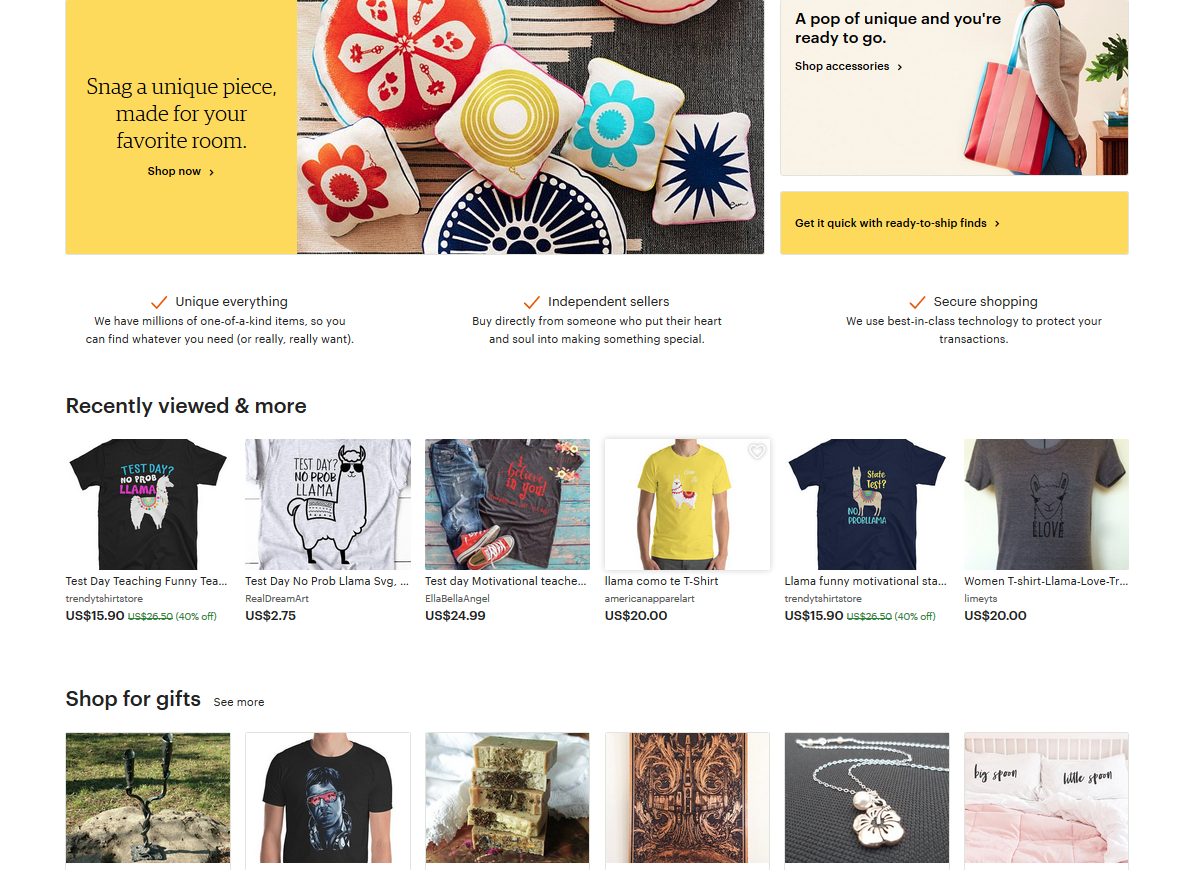 Snag a unique piece,
made for your
favorite room.
Shop now
A pop of unique and you're
ready to go.
Shop accessories
Get it quick with ready-to-ship finds
Unique everything
We have millions of one-of-a-kind items, so you
can find whatever you need (or really, really want).
Independent sellers
Buy directly from someone who put their heart
and soul into making something special.
Secure shopping
We use best-in-class technology to protect your
transactions.
Recently viewed & more
TEST DAY?
NO PROB
LLAMA
Test Day Teaching Funny Tea...
trendytshirtstore
US$15.90 US$26.50 (40% off)
TEST DAY?
NO PROB
LLAMA
Test Day No Prob Llama Svg, ...
RealDreamArt
US$2.75
i
believe
in you!
Test day Motivational teache...
EllaBellaAngel
US$24.99
llama como te T-Shirt
americanapparelart
US$20.00
State
Test?
NO
PROBLLAMA
Llama funny motivational sta...
trendytshirtstore
US$15.90 US$26.50 (40% off)
LLOVE
Women T-shirt-Llama-Love-Tr...
limeyts
US$20.00
Shop for gifts See more
big spoon
little spoon